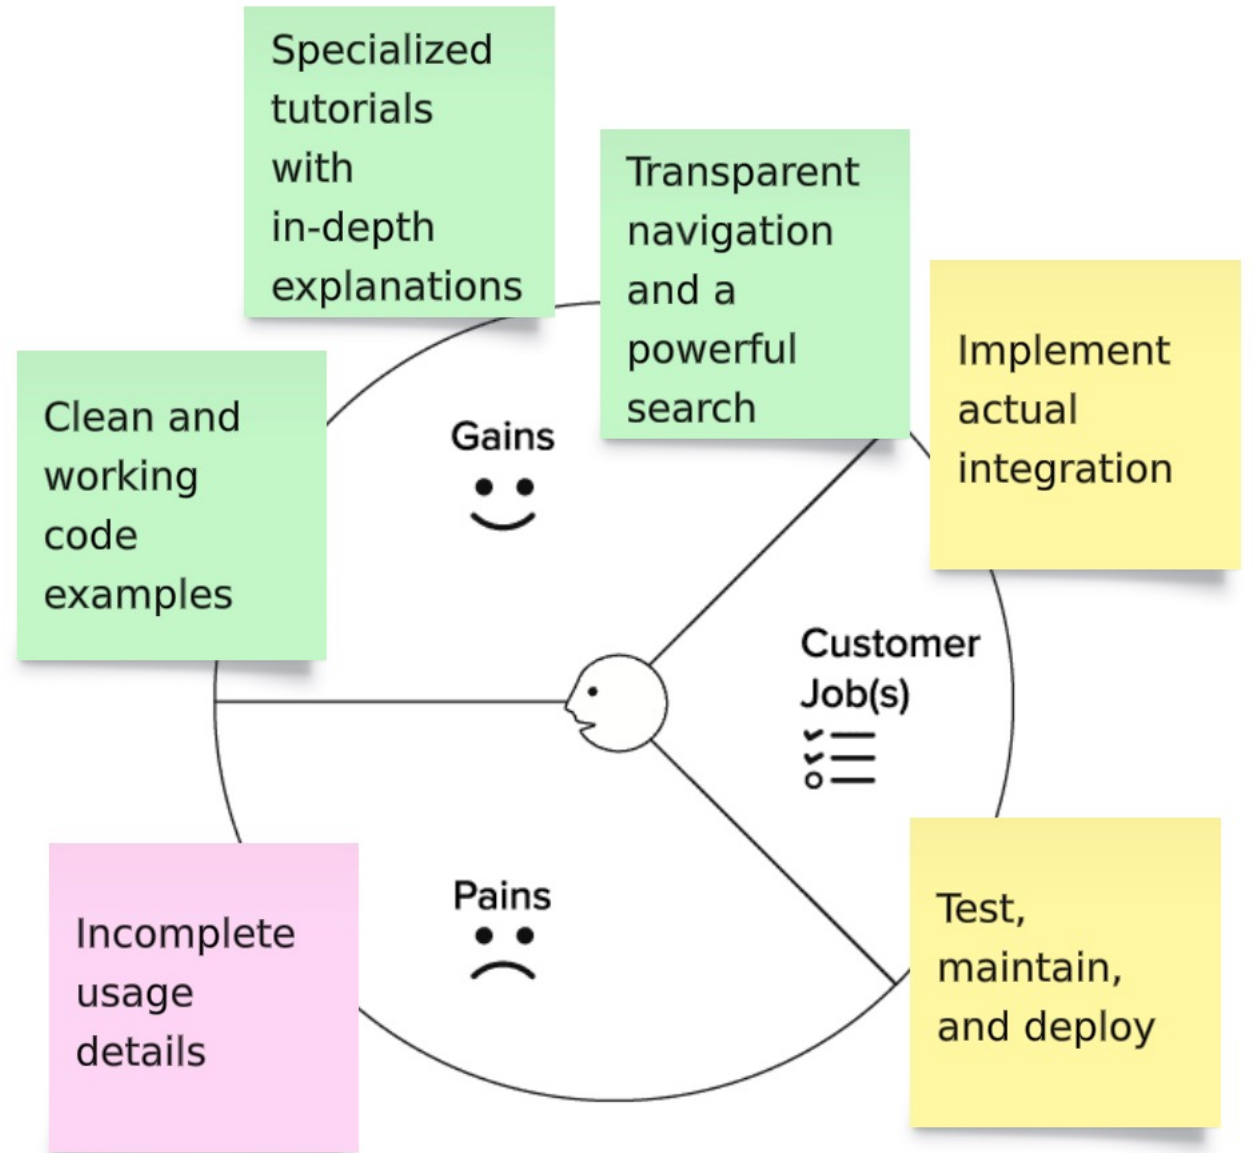 Specialized
tutorials
with
in-depth
explanations
Transparent
navigation
and a
powerful
search
Implement
actual
integration
Clean and
working
code
examples
Gains
Customer
Job(s)
Pains
Incomplete
usage
details
Test,
maintain,
and deploy